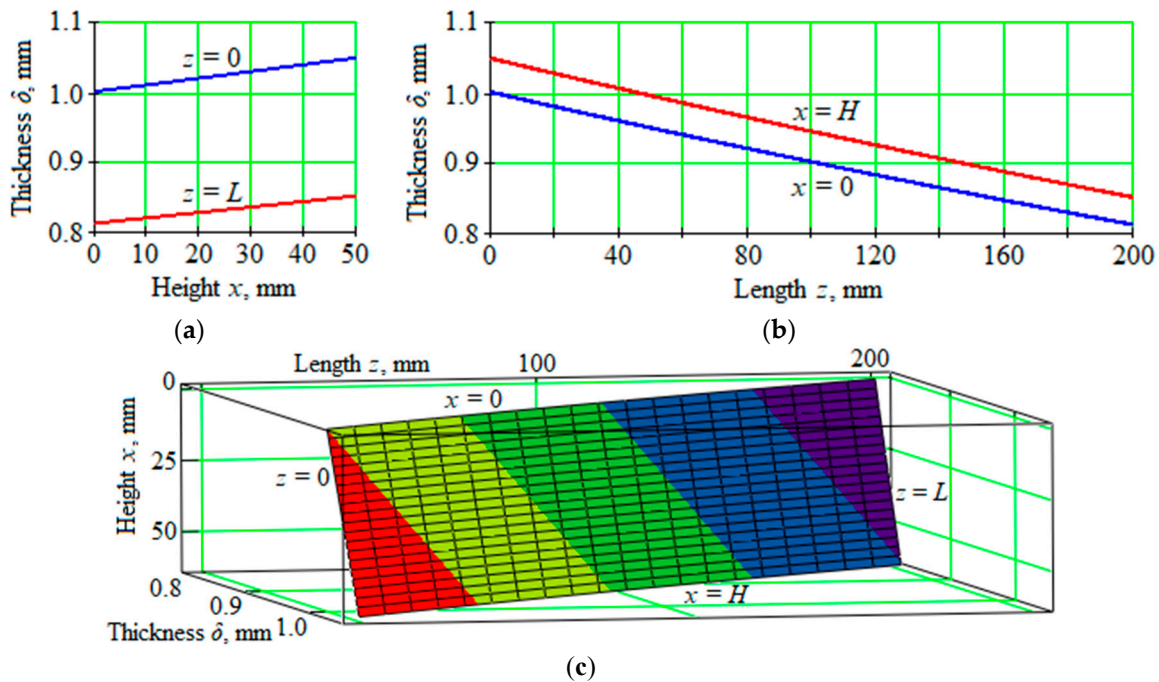 1.1
1.0
0.9
0.8
Thickness δ, mm
z = 0
z = L
0 10 20 30 40 50
Height x, mm
(a)
1.1
1.0
0.9
0.8
Thickness δ, mm
x = H
x = 0
0 40 80 120 160 200
Length z, mm
(b)
Length z, mm 100 200
0
x = 0
Height x, mm
25
z = 0
z = L
50
0.8
0.9
x = H
Thickness δ, mm 1.0
(c)